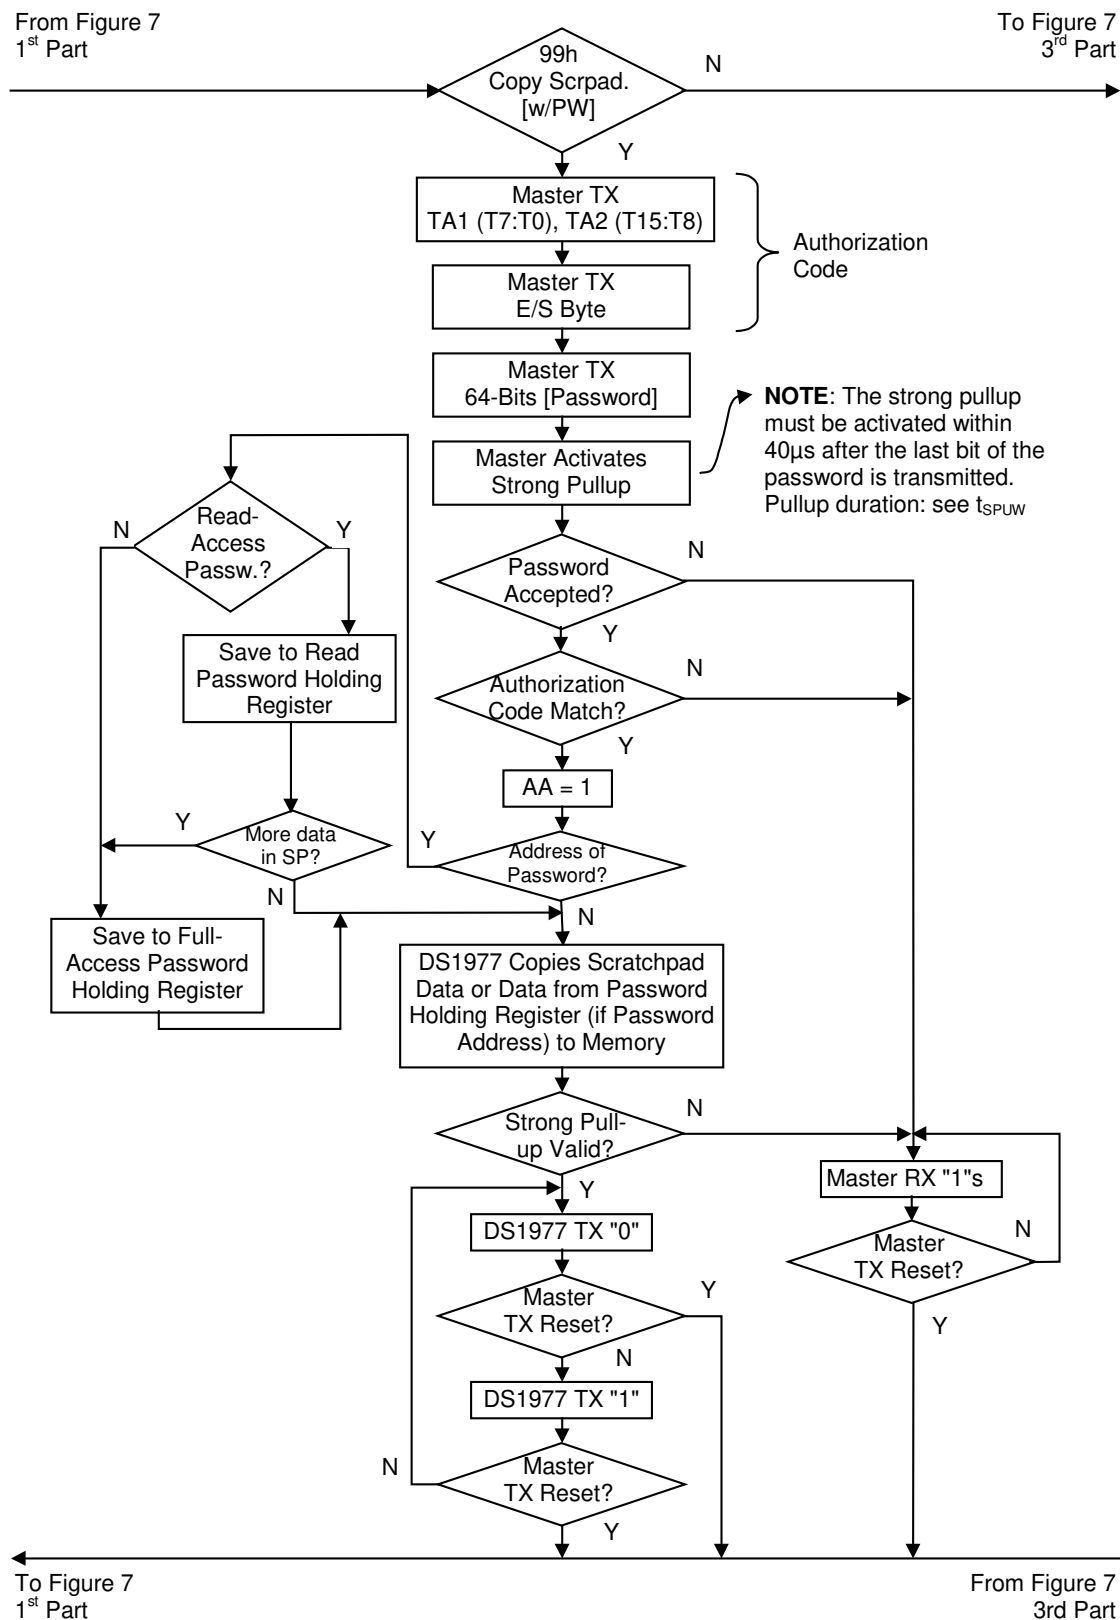 From Figure 7
1st Part
To Figure 7
3rd Part
99h
Copy Scrpad.
[w/PW]
N
Y
Master TX
TA1 (T7:T0), TA2 (T15:T8)
Authorization
Code
Master TX
E/S Byte
Master TX
64-Bits [Password]
NOTE: The strong pullup
must be activated within
40µs after the last bit of the
password is transmitted.
Pullup duration: see tSPUW
Master Activates
Strong Pullup
Read-
Access
Passw.?
N
Y
Password
Accepted?
N
Y
Save to Read
Password Holding
Register
Authorization
Code Match?
N
Y
AA = 1
More data
in SP?
Y
N
Address of
Password?
Y
N
Save to Full-
Access Password
Holding Register
DS1977 Copies Scratchpad
Data or Data from Password
Holding Register (if Password
Address) to Memory
Strong Pull-
up Valid?
N
Y
Master RX "1"s
DS1977 TX "0"
Master
TX Reset?
N
Y
Master
TX Reset?
Y
N
DS1977 TX "1"
Master
TX Reset?
N
Y
To Figure 7
1st Part
From Figure 7
3rd Part